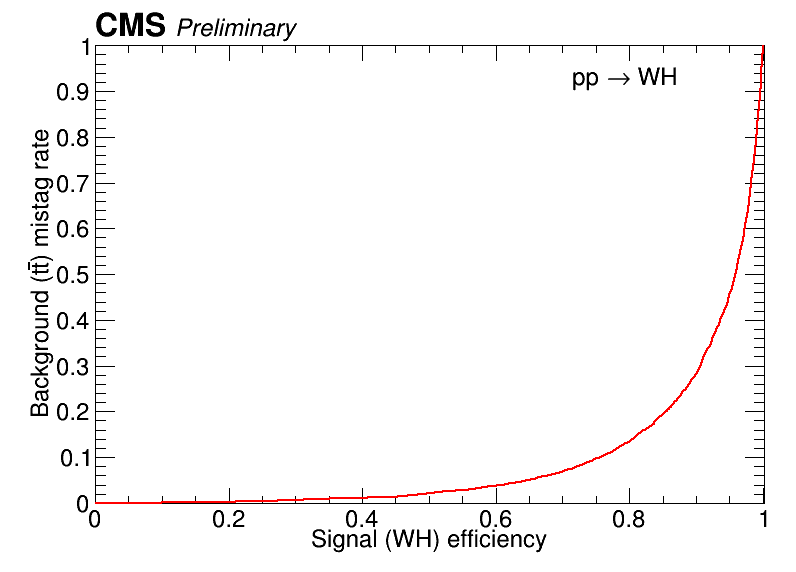 CMS Preliminary
pp → WH
Background (tt̄) mistag rate
1
0.9
0.8
0.7
0.6
0.5
0.4
0.3
0.2
0.1
0
0 0.2 0.4 0.6 0.8 1
Signal (WH) efficiency